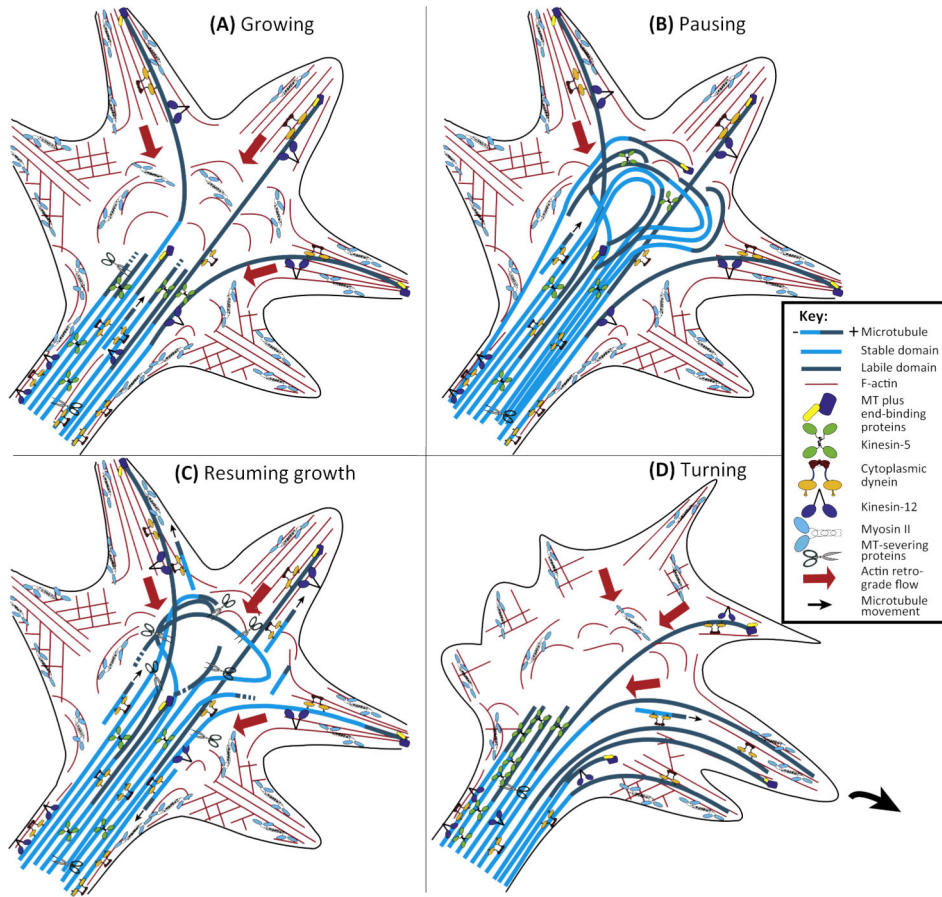 (A) Growing
(B) Pausing
Key:
- + Microtubule
Stable domain
Labile domain
F-actin
MT plus
end-binding
proteins
Kinesin-5
Cytoplasmic
dynein
Kinesin-12
Myosin II
MT-severing
proteins
Actin retro-
grade flow
Microtubule
movement
(C) Resuming growth
(D) Turning